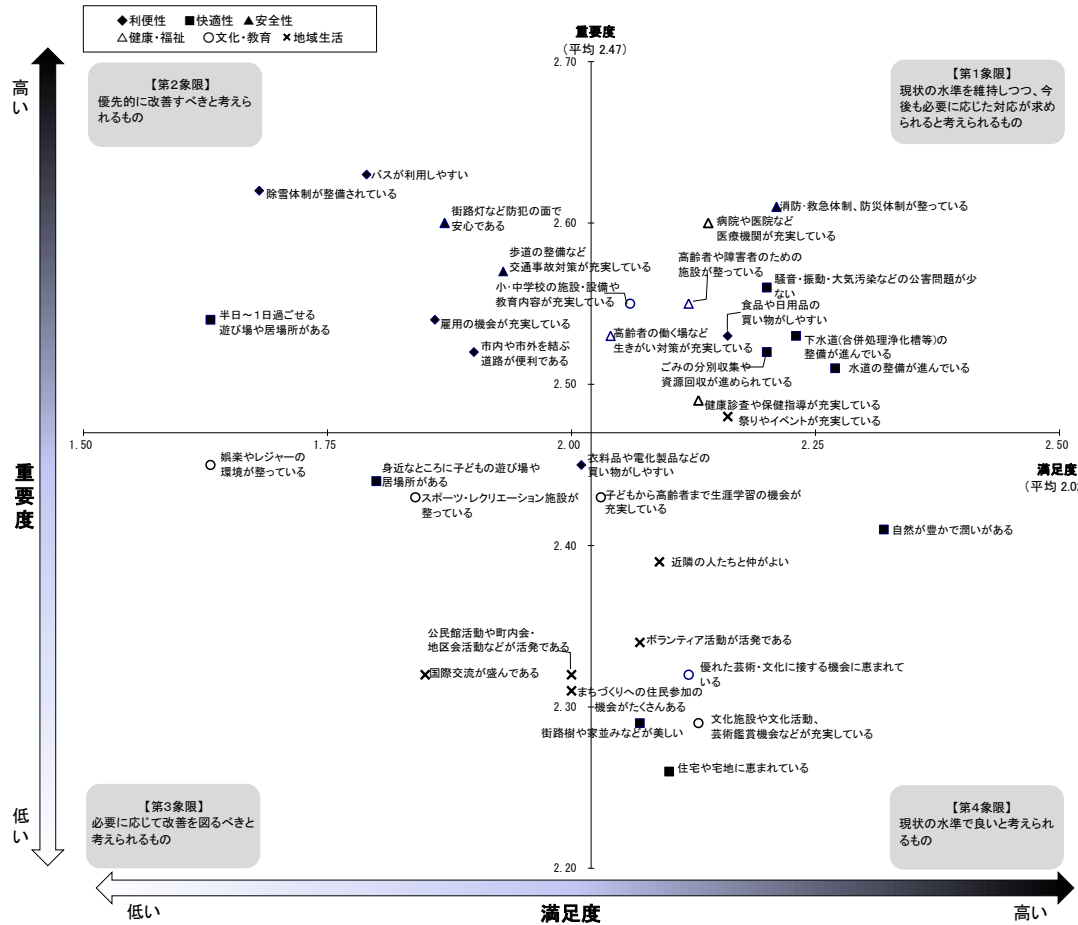 ◆利便性 ■快適性 ▲安全性
△健康・福祉 ○文化・教育 ×地域生活
重要度
(平均 2.47)
高い
【第2象限】
優先的に改善すべきと考えら
れるもの
【第1象限】
現状の水準を維持しつつ、今
後も必要に応じた対応が求め
られると考えられるもの
2.70
バスが利用しやすい
除雪体制が整備されている
消防・救急体制、防災体制が整っている
街路灯など防犯の面で
安心である
2.60
病院や医院など
医療機関が充実している
歩道の整備など
交通事故対策が充実している
高齢者や障害者のための
施設が整っている
小・中学校の施設・設備や
教育内容が充実している
騒音・振動・大気汚染などの公害問題が少
ない
食品や日用品の
買い物がしやすい
半日～1日過ごせる
遊び場や居場所がある
雇用の機会が充実している
高齢者の働く場など
生きがい対策が充実している
下水道(合併処理浄化槽等)の
整備が進んでいる
市内や市外を結ぶ
道路が便利である
ごみの分別収集や
資源回収が進められている
水道の整備が進んでいる
2.50
健康診査や保健指導が充実している
祭りやイベントが充実している
1.50
1.75
2.00
2.25
2.50
娯楽やレジャーの
環境が整っている
身近なところに子どもの遊び場や
居場所がある
衣料品や電化製品などの
買い物がしやすい
満足度
(平均 2.02
スポーツ・レクリエーション施設が
整っている
子どもから高齢者まで生涯学習の機会が
充実している
重要度
自然が豊かで潤いがある
2.40
近隣の人たちと仲がよい
公民館活動や町内会・
地区会活動などが活発である
ボランティア活動が活発である
国際交流が盛んである
優れた芸術・文化に接する機会に恵まれて
いる
まちづくりへの住民参加の
機会がたくさんある
2.30
街路樹や家並みなどが美しい
文化施設や文化活動、
芸術鑑賞機会などが充実している
住宅や宅地に恵まれている
低い
【第3象限】
必要に応じて改善を図るべきと
考えられるもの
【第4象限】
現状の水準で良いと考えられ
るもの
2.20
低い
満足度
高い